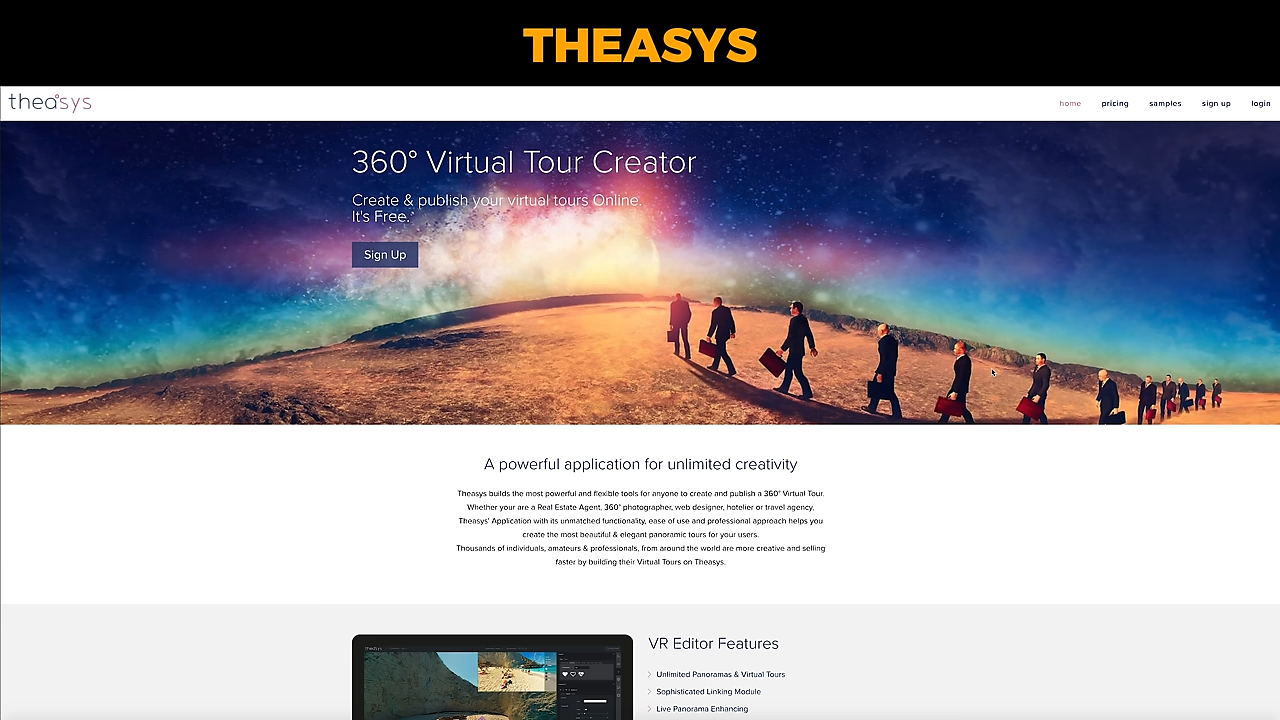 THEASYS
theasys
home pricing samples sign up login
360° Virtual Tour Creator
Create & publish your virtual tours Online.
It's Free.
Sign Up
A powerful application for unlimited creativity
Theasys builds the most powerful and flexible tools for anyone to create and publish a 360° Virtual Tour.
Whether your are a Real Estate Agent, 360° photographer, web designer, hotelier or travel agency,
Theasys' Application with its unmatched functionality, ease of use and professional approach helps you
create the most beautiful & elegant panoramic tours for your users.
Thousands of individuals, amateurs & professionals, from around the world are more creative and selling
faster by building their Virtual Tours on Theasys.
theasys
VR Editor Features
Unlimited Panoramas & Virtual Tours
Sophisticated Linking Module
Live Panorama Enhancing